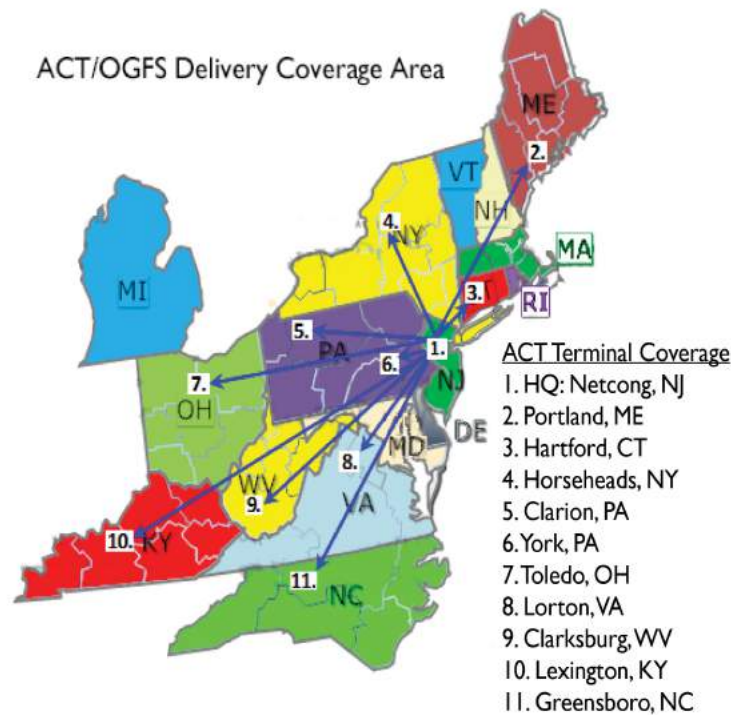 ACT/OGFS Delivery Coverage Area
ME
2.
VT
NH
4.
NY
MA
MI
3.
RI
5.
PA
1.
6.
NJ
7.
OH
DE
MD
8.
WV
9.
VA
10.
KY
11.
NC
ACT Terminal Coverage
1. HQ: Netcong, NJ
2. Portland, ME
3. Hartford, CT
4. Horseheads, NY
5. Clarion, PA
6. York, PA
7. Toledo, OH
8. Lorton, VA
9. Clarksburg, WV
10. Lexington, KY
11. Greensboro, NC